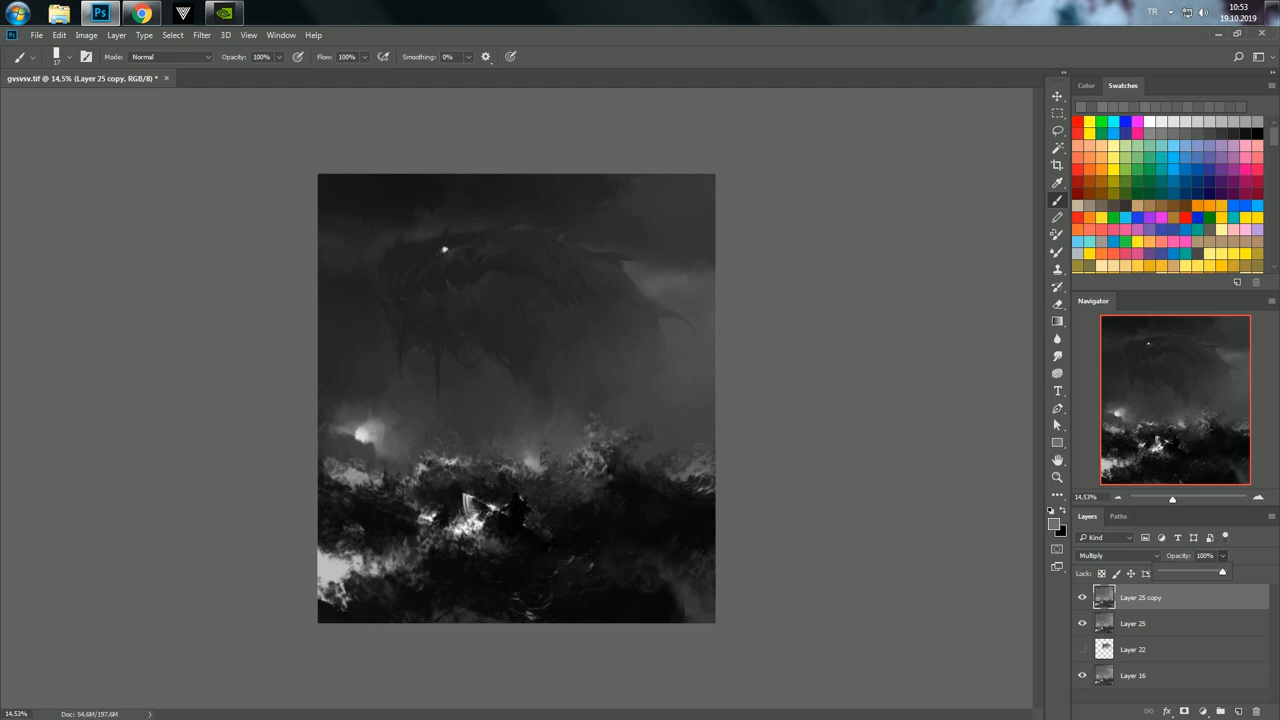 TR
10:53
19.10.2019
Ps
File Edit Image Layer Type Select Filter 3D View Window Help
17
Mode: Normal
Opacity: 100%
Flow: 100%
Smoothing: 0%
gvsvsv.tif @ 14,5% (Layer 25 copy, RGB/8) *
Color Swatches
Navigator
14,53%
Layers Paths
Kind
Multiply
Opacity: 100%
Lock:
Layer 25 copy
Layer 25
Layer 22
Layer 16
fx
14,53%
Doc: 54,6M/197,6M